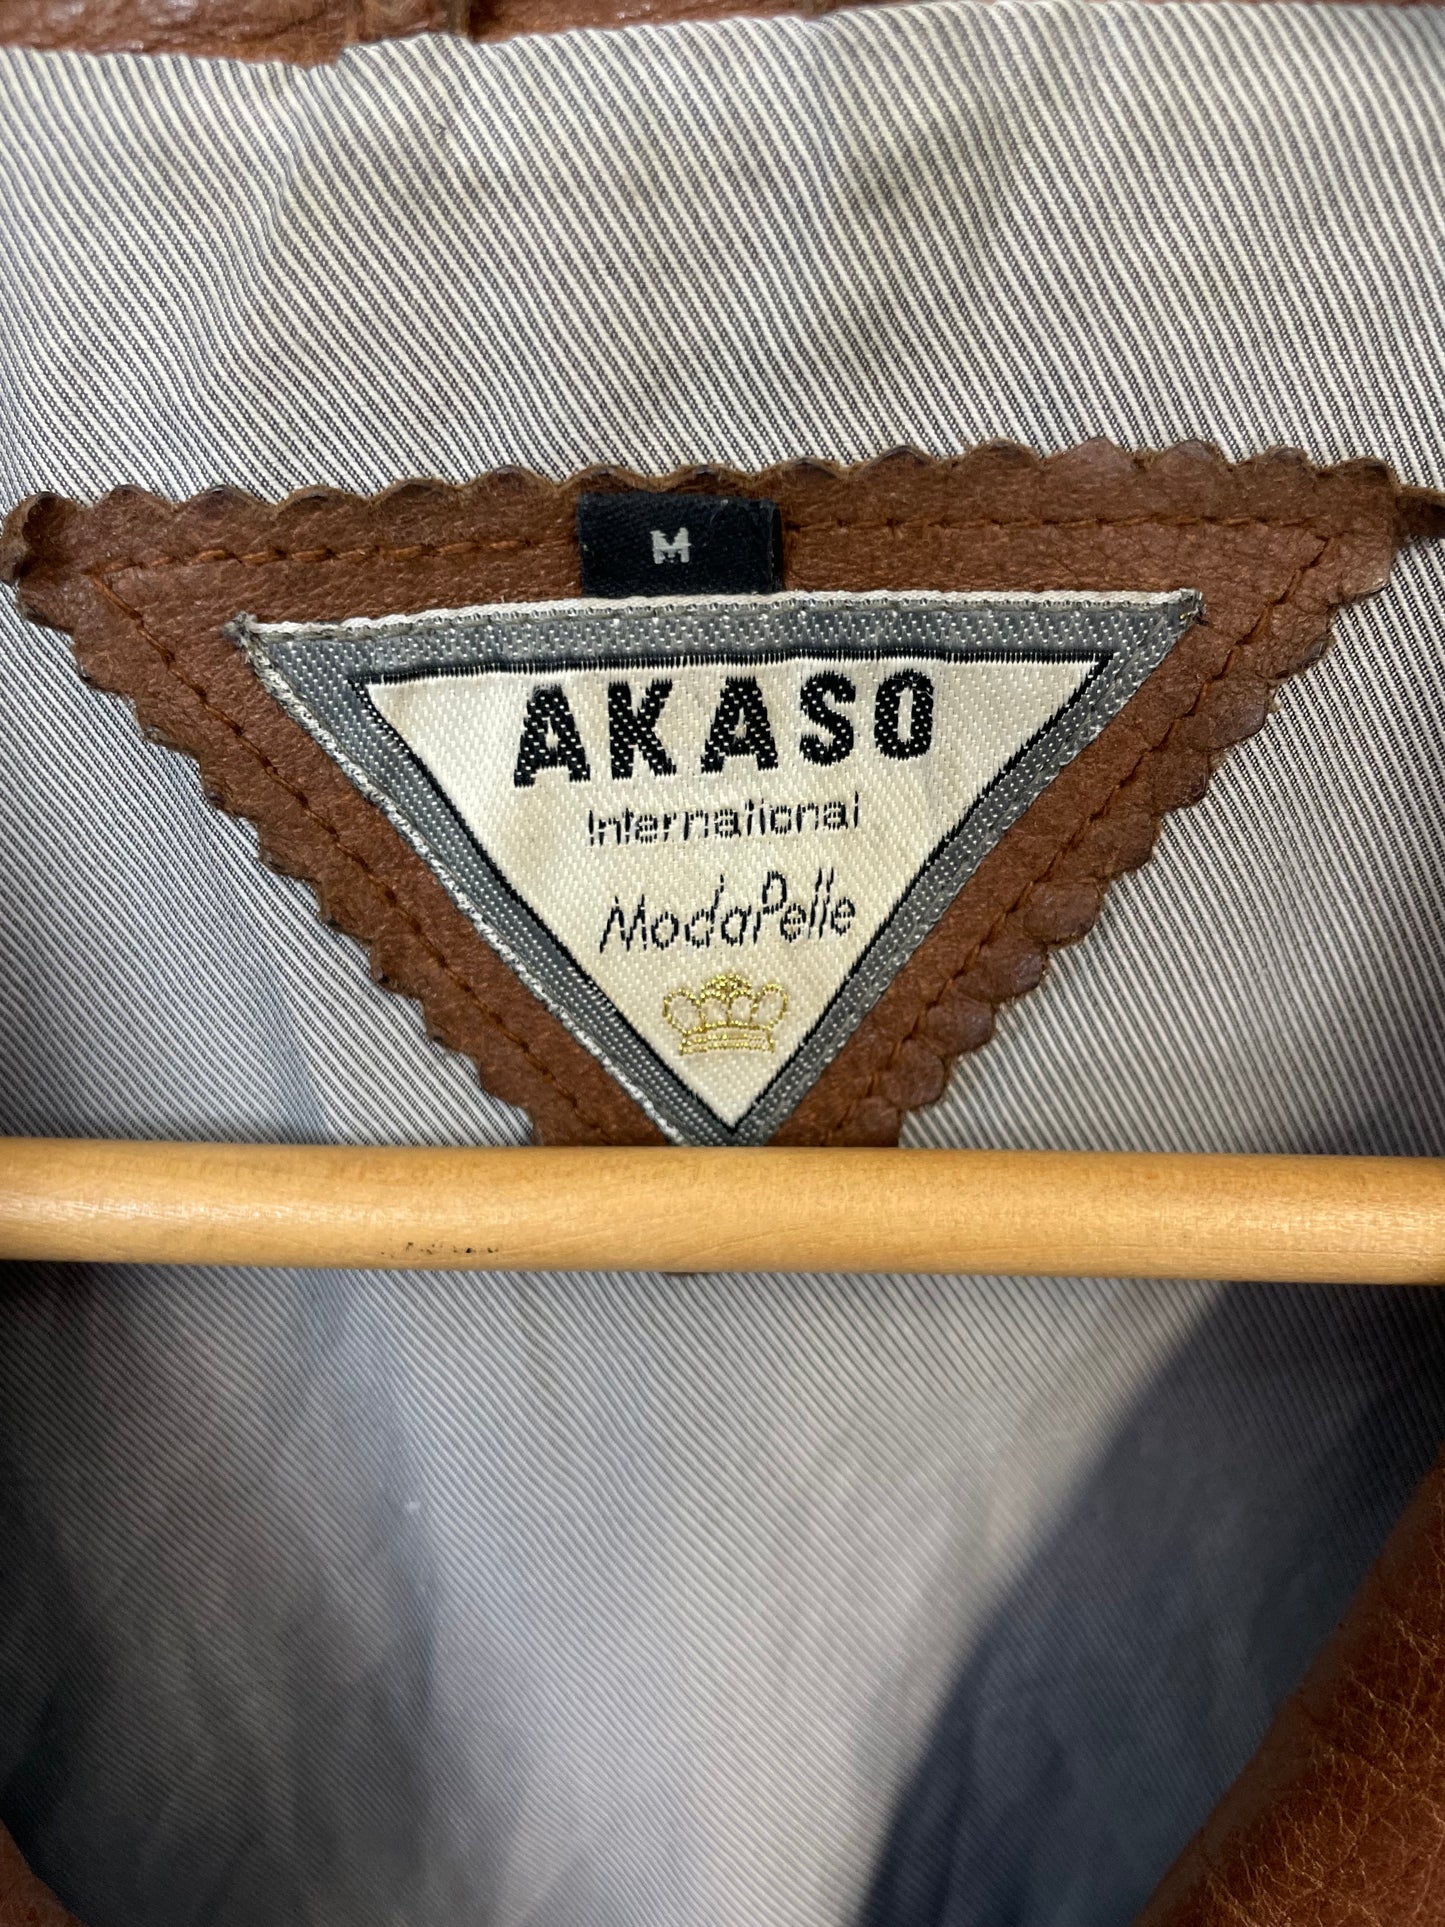 M
AKASO
International
ModaPelle